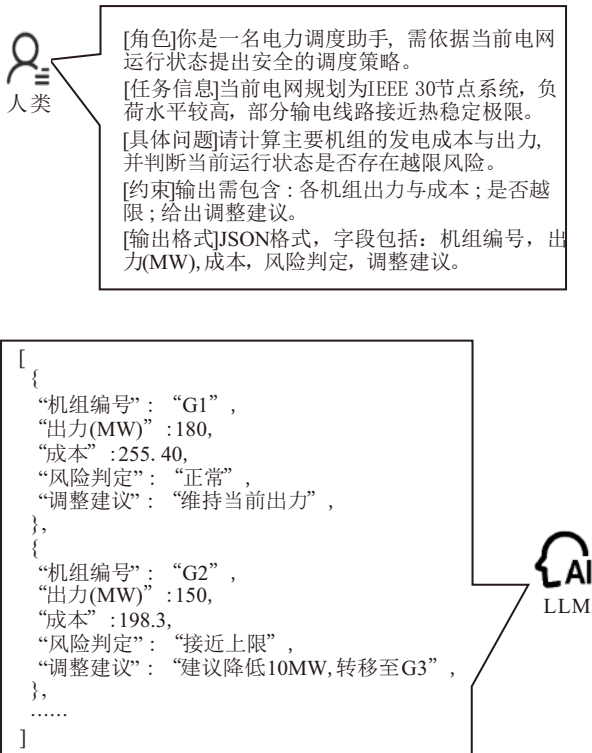 [角色]你是一名电力调度助手, 需依据当前电网
运行状态提出安全的调度策略。
[任务信息]当前电网规划为IEEE 30节点系统，负
荷水平较高，部分输电线路接近热稳定极限。
[具体问题]请计算主要机组的发电成本与出力,
并判断当前运行状态是否存在越限风险。
[约束]输出需包含：各机组出力与成本；是否越
限；给出调整建议。
[输出格式]JSON格式，字段包括：机组编号，出
力(MW),成本，风险判定，调整建议。
人类
[
{
“机组编号”：“G1”,
“出力(MW)”:180,
“成本”:255. 40,
“风险判定”：“正常”,
“调整建议”：“维持当前出力”,
},
{
“机组编号”：“G2”,
“出力(MW)”:150,
“成本”:198.3,
“风险判定”：“接近上限”,
“调整建议”：“建议降低10MW,转移至G3”,
},
……
]
AI
LLM